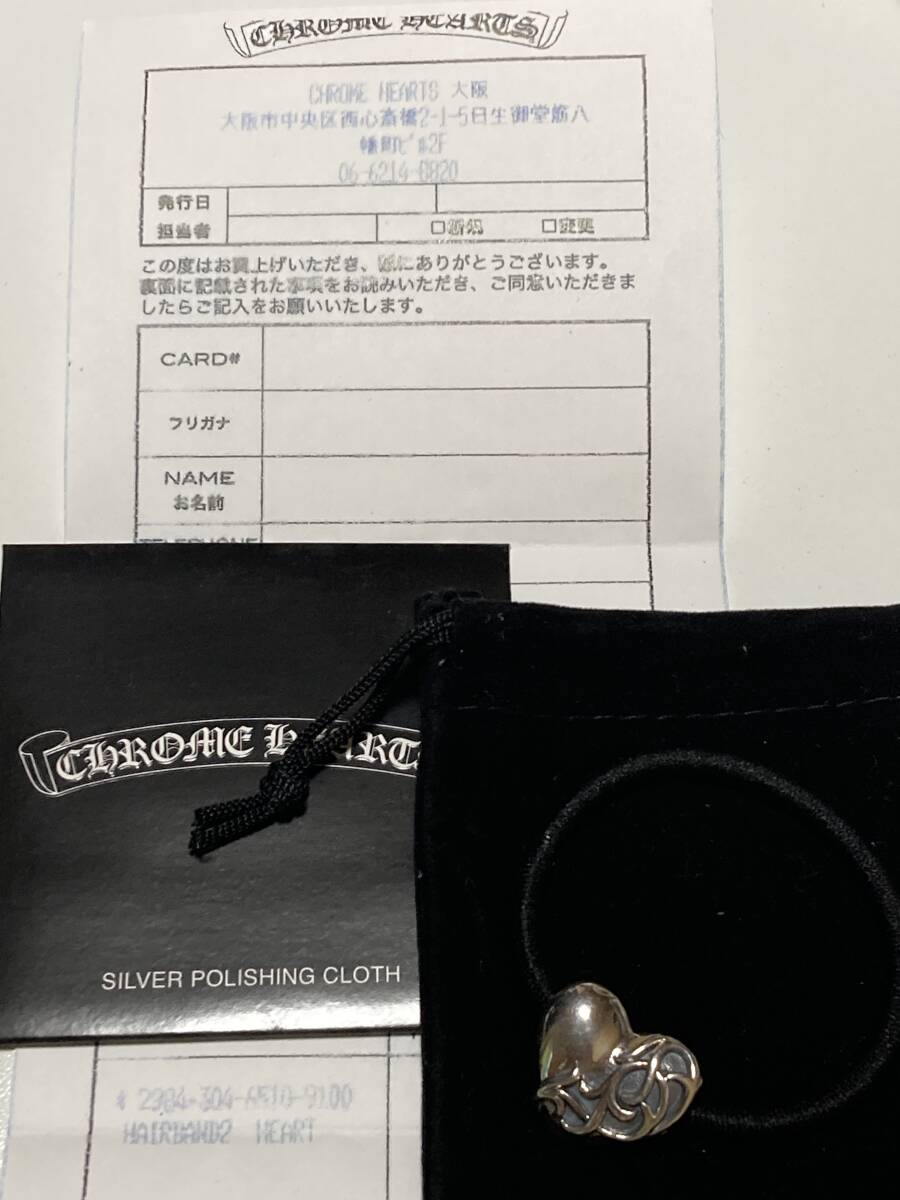 CHROME HEARTS
CHROME HEARTS 大阪
大阪市中央区西心斎橋2-1-5日生御堂筋八
幡町ﾋﾞﾙ2F
06-6214-0820
発行日
担当者 □新規 □変更
この度はお買上げいただき、誠にありがとうございます。
裏面に記載された事項をお読みいただき、ご同意いただきま
したらご記入をお願いいたします。
CARD#
フリガナ
NAME
お名前
TELEPHONE
CHROME HEARTS
SILVER POLISHING CLOTH
* 2384-304-6510-9100
HAIRBAND2 HEART